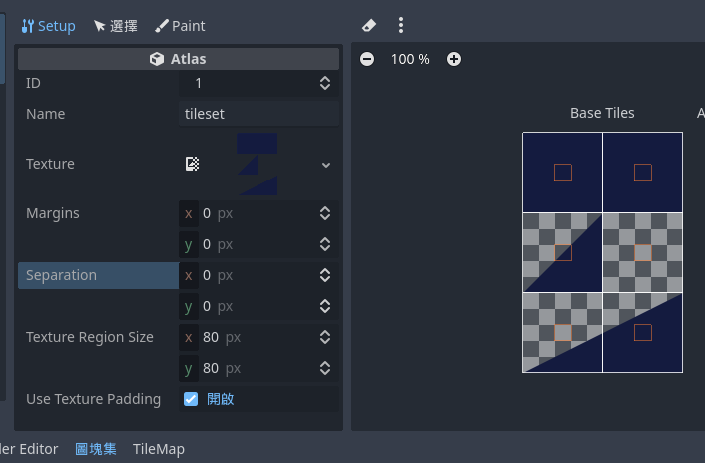 Setup 選擇 Paint
Atlas
ID 1
Name tileset
Texture
Margins x 0 px
y 0 px
Separation x 0 px
y 0 px
Texture Region Size x 80 px
y 80 px
Use Texture Padding 開啟
100 %
Base Tiles A
ler Editor 圖塊集 TileMap